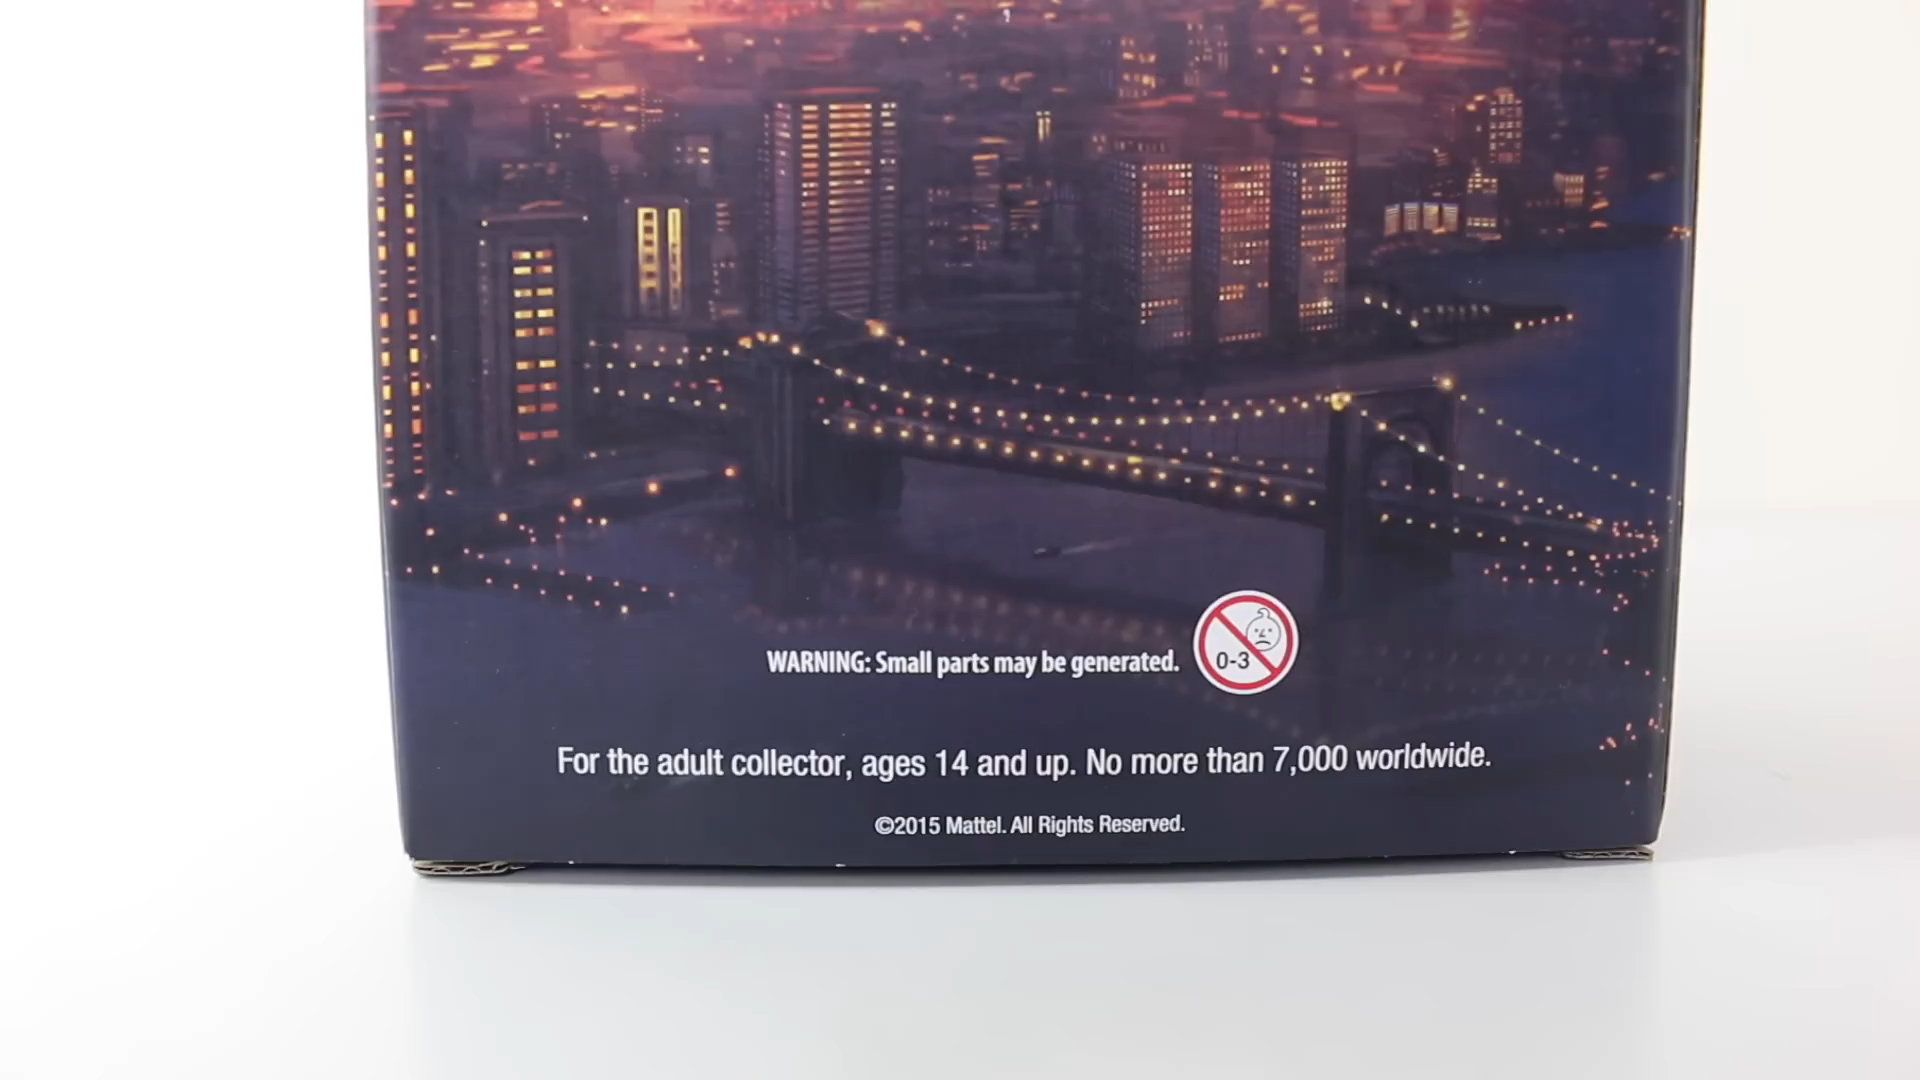 WARNING: Small parts may be generated.
0-3
For the adult collector, ages 14 and up. No more than 7,000 worldwide.
©2015 Mattel. All Rights Reserved.